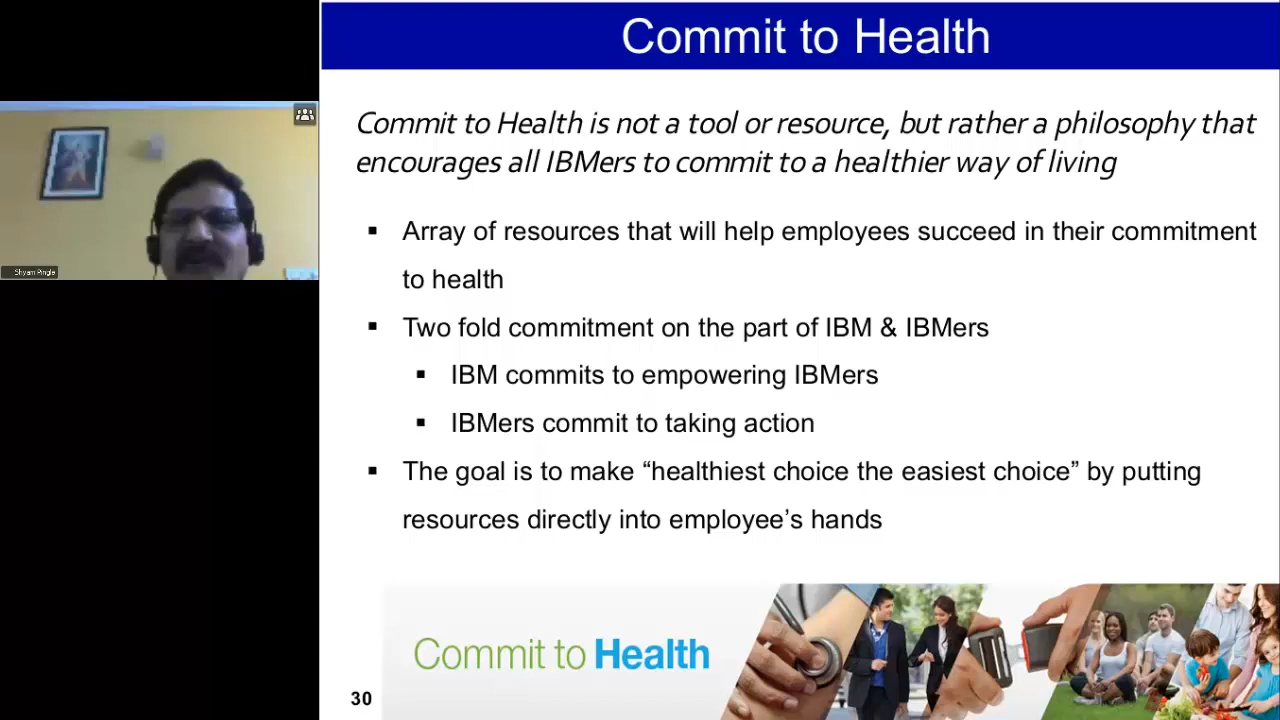 Commit to Health
Commit to Health is not a tool or resource, but rather a philosophy that
encourages all IBMers to commit to a healthier way of living
Shyam Pingle
▪ Array of resources that will help employees succeed in their commitment
to health
▪ Two fold commitment on the part of IBM & IBMers
▪ IBM commits to empowering IBMers
▪ IBMers commit to taking action
▪ The goal is to make “healthiest choice the easiest choice” by putting
resources directly into employee’s hands
Commit to Health
30